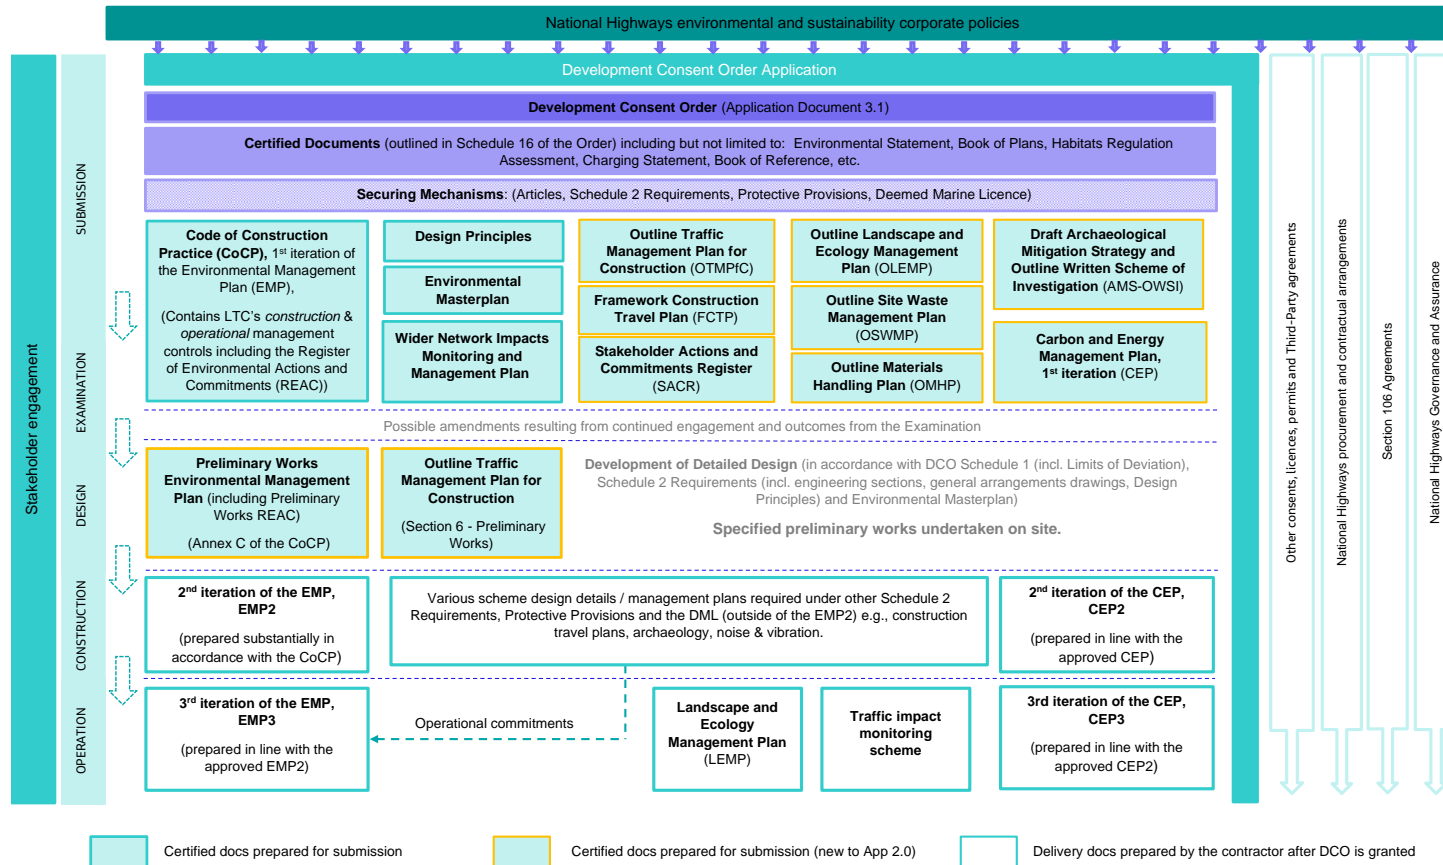 National Highways environmental and sustainability corporate policies
Development Consent Order Application
Development Consent Order (Application Document 3.1)
Certified Documents (outlined in Schedule 16 of the Order) including but not limited to: Environmental Statement, Book of Plans, Habitats Regulation
Assessment, Charging Statement, Book of Reference, etc.
Securing Mechanisms: (Articles, Schedule 2 Requirements, Protective Provisions, Deemed Marine Licence)
Stakeholder engagement
SUBMISSION
EXAMINATION
DESIGN
CONSTRUCTION
OPERATION
Code of Construction
Practice (CoCP), 1st iteration of
the Environmental Management
Plan (EMP),
(Contains LTC's construction &
operational management
controls including the Register
of Environmental Actions and
Commitments (REAC))
Design Principles
Environmental
Masterplan
Wider Network Impacts
Monitoring and
Management Plan
Outline Traffic
Management Plan for
Construction (OTMPfC)
Framework Construction
Travel Plan (FCTP)
Stakeholder Actions and
Commitments Register
(SACR)
Outline Landscape and
Ecology Management
Plan (OLEMP)
Outline Site Waste
Management Plan
(OSWMP)
Outline Materials
Handling Plan (OMHP)
Draft Archaeological
Mitigation Strategy and
Outline Written Scheme of
Investigation (AMS-OWSI)
Carbon and Energy
Management Plan,
1st iteration (CEP)
Possible amendments resulting from continued engagement and outcomes from the Examination
Preliminary Works
Environmental Management
Plan (including Preliminary
Works REAC)
(Annex C of the CoCP)
Outline Traffic
Management Plan for
Construction
(Section 6 - Preliminary
Works)
Development of Detailed Design (in accordance with DCO Schedule 1 (incl. Limits of Deviation),
Schedule 2 Requirements (incl. engineering sections, general arrangements drawings, Design
Principles) and Environmental Masterplan)
Specified preliminary works undertaken on site.
2nd iteration of the EMP,
EMP2
(prepared substantially in
accordance with the CoCP)
Various scheme design details / management plans required under other Schedule 2
Requirements, Protective Provisions and the DML (outside of the EMP2) e.g., construction
travel plans, archaeology, noise & vibration.
2nd iteration of the CEP,
CEP2
(prepared in line with the
approved CEP)
3rd iteration of the EMP,
EMP3
(prepared in line with the
approved EMP2)
Operational commitments
Landscape and
Ecology
Management Plan
(LEMP)
Traffic impact
monitoring
scheme
3rd iteration of the CEP,
CEP3
(prepared in line with the
approved CEP2)
Other consents, licences, permits and Third-Party agreements
National Highways procurement and contractual arrangements
Section 106 Agreements
National Highways Governance and Assurance
Certified docs prepared for submission
Certified docs prepared for submission (new to App 2.0)
Delivery docs prepared by the contractor after DCO is granted